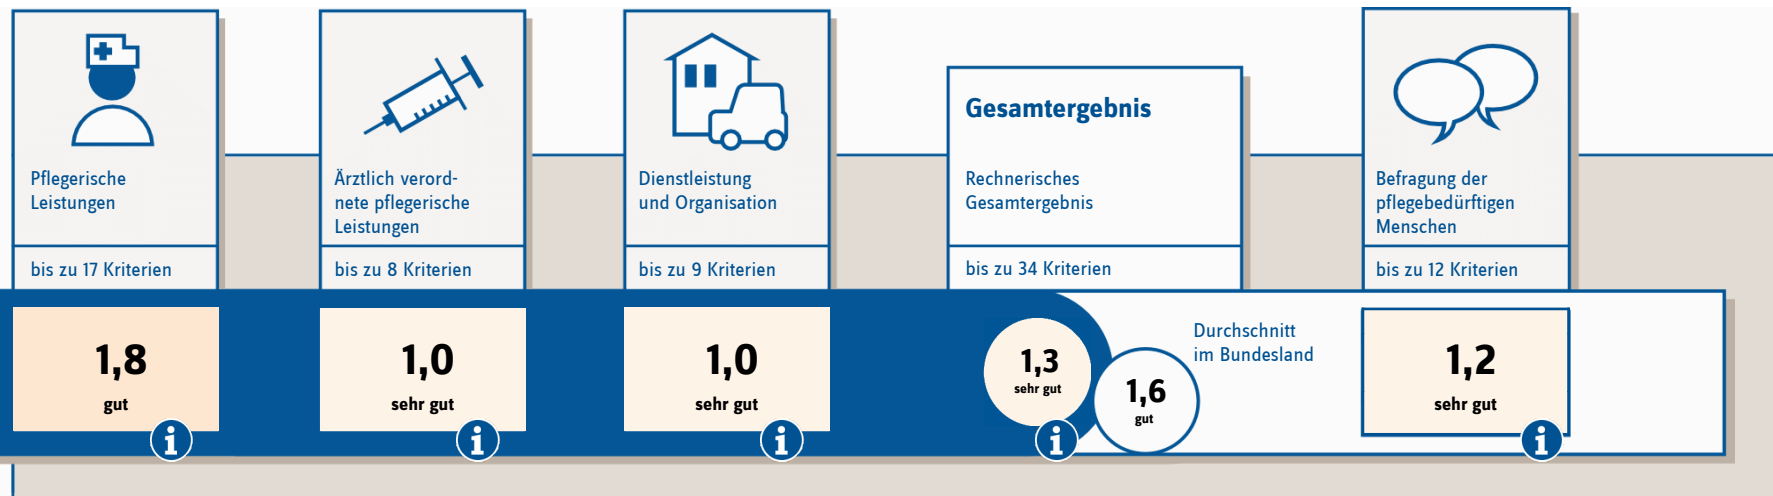 Pflegerische
Leistungen
bis zu 17 Kriterien
1,8
gut
Ärztlich verord-
nete pflegerische
Leistungen
bis zu 8 Kriterien
1,0
sehr gut
Dienstleistung
und Organisation
bis zu 9 Kriterien
1,0
sehr gut
Gesamtergebnis
Rechnerisches
Gesamtergebnis
bis zu 34 Kriterien
1,3
sehr gut
1,6
gut
Durchschnitt
im Bundesland
Befragung der
pflegebedürftigen
Menschen
bis zu 12 Kriterien
1,2
sehr gut